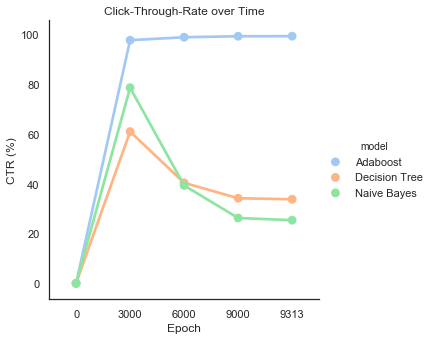 Click-Through-Rate over Time
CTR (%)
100
80
60
40
20
0
0 3000 6000 9000 9313
Epoch
model
Adaboost
Decision Tree
Naive Bayes